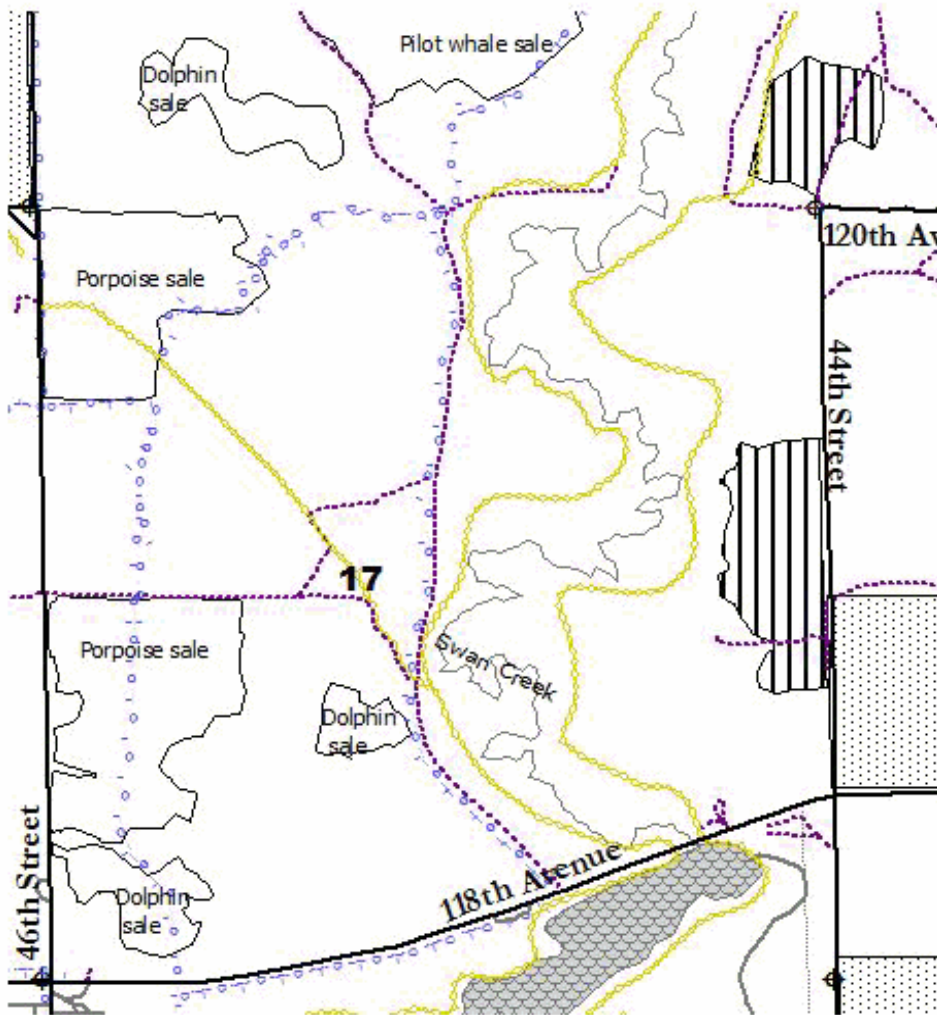 Pilot whale sale
Dolphin
sale
120th Av
Porpoise sale
44th Street
17
Porpoise sale
Swan Creek
Dolphin
sale
46th Street
118th Avenue
Dolphin
sale